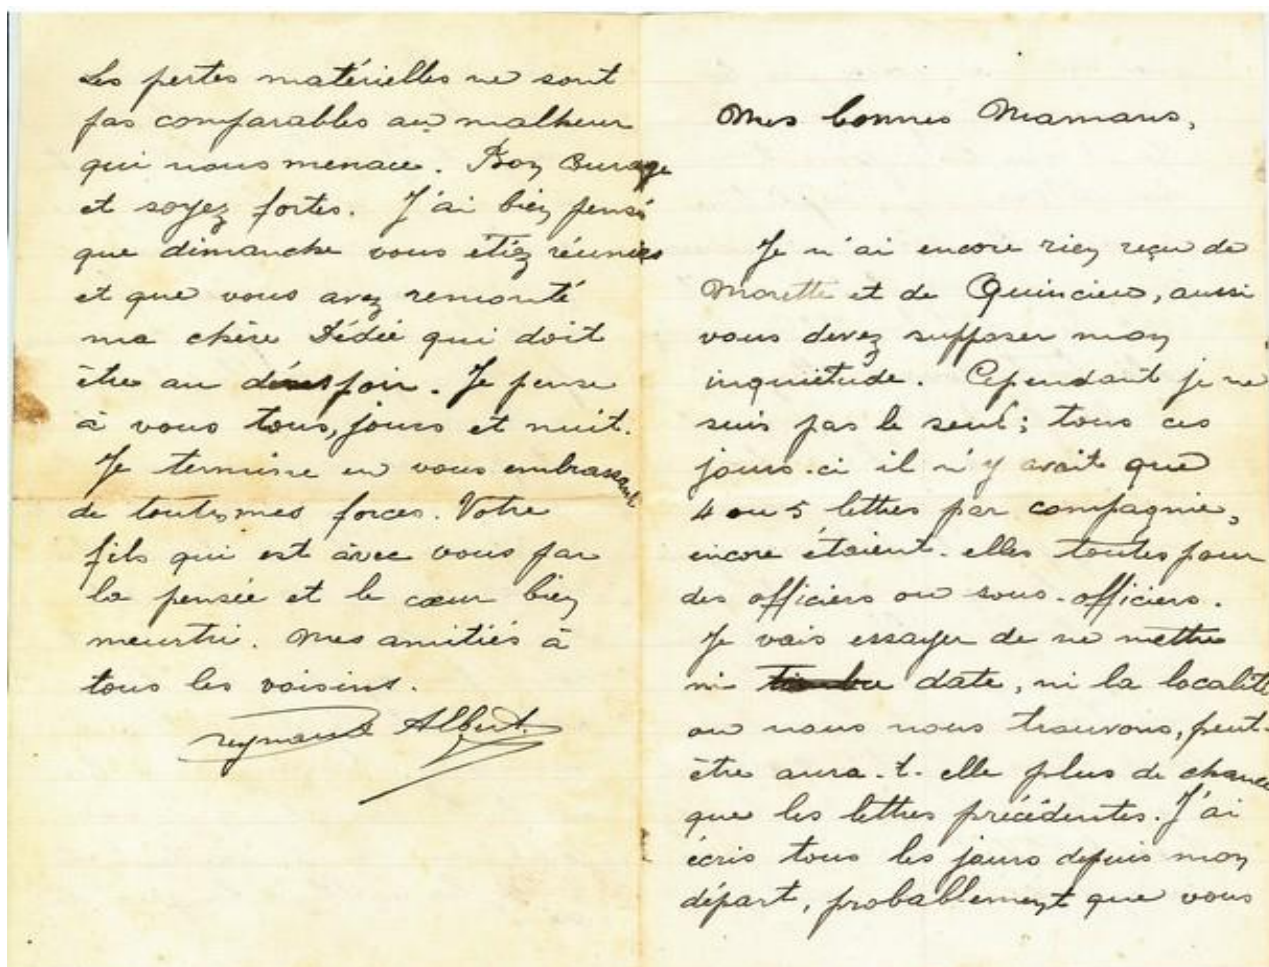 Mes bonnes Mamans,
Je n'ai encore rien reçu de
Morette et de Quincieu, aussi
vous devez supposer mon
inquiétude. Cependant je ne
suis pas le seul; tous ces
jours-ci il n'y avait que
4 ou 5 lettres par compagnie,
encore étaient-elles toutes pour
des officiers ou sous-officiers.
Je vais essayer de ne mettre
ni date, ni la localité
ou nous nous trouvons, peut-
être aura-t-elle plus de chance
que les lettres précédentes. J'ai
écris tous les jours depuis mon
départ, probablement que vous
Les pertes matérielles ne sont
pas comparables au malheur
qui nous menace. Bon Courage
et soyez fortes. J'ai bien pensé
que dimanche vous étiez réunies
et que vous avez remonté
ma chère Dédée qui doit
être au désespoir. Je pense
à vous tous, jours et nuit.
Je termine en vous embrassant
de toutes mes forces. Votre
fils qui est avec vous par
la pensée et le cœur bien
meurtri. Mes amitiés à
tous les voisins.
Reynaud Albert